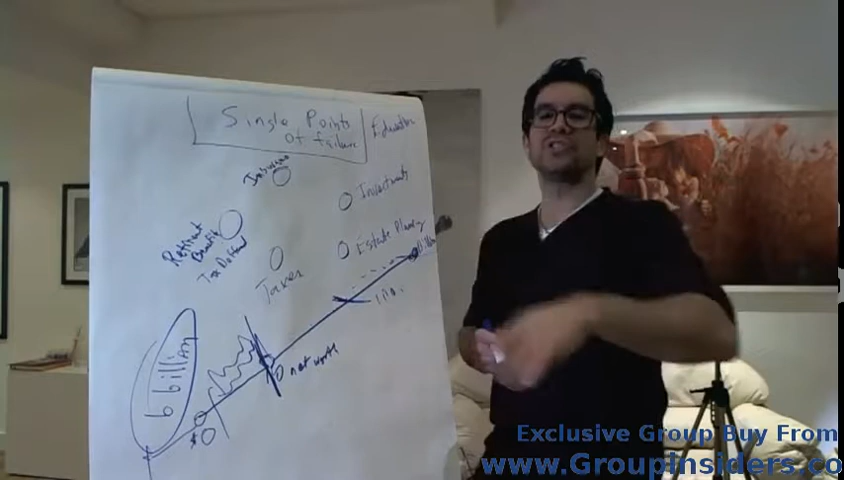 Single Points
of failure
Education
Insurance
Investments
Retirement
Benefits
Tax Deferred
Estate Planning
Taxes
6 billion
0 net worth
Exclusive Group Buy From
www.GroupInsiders.co